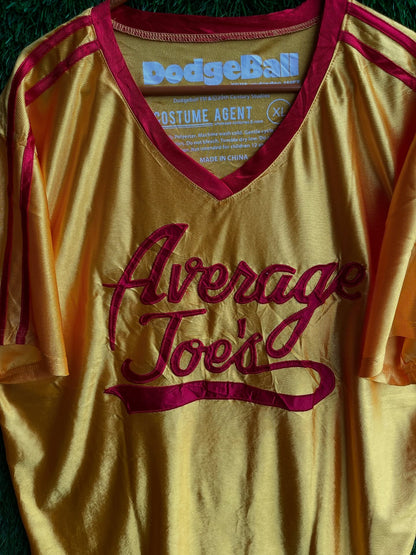 DodgeBall
COSTUME AGENT XL
MADE IN CHINA
Average
Joe's